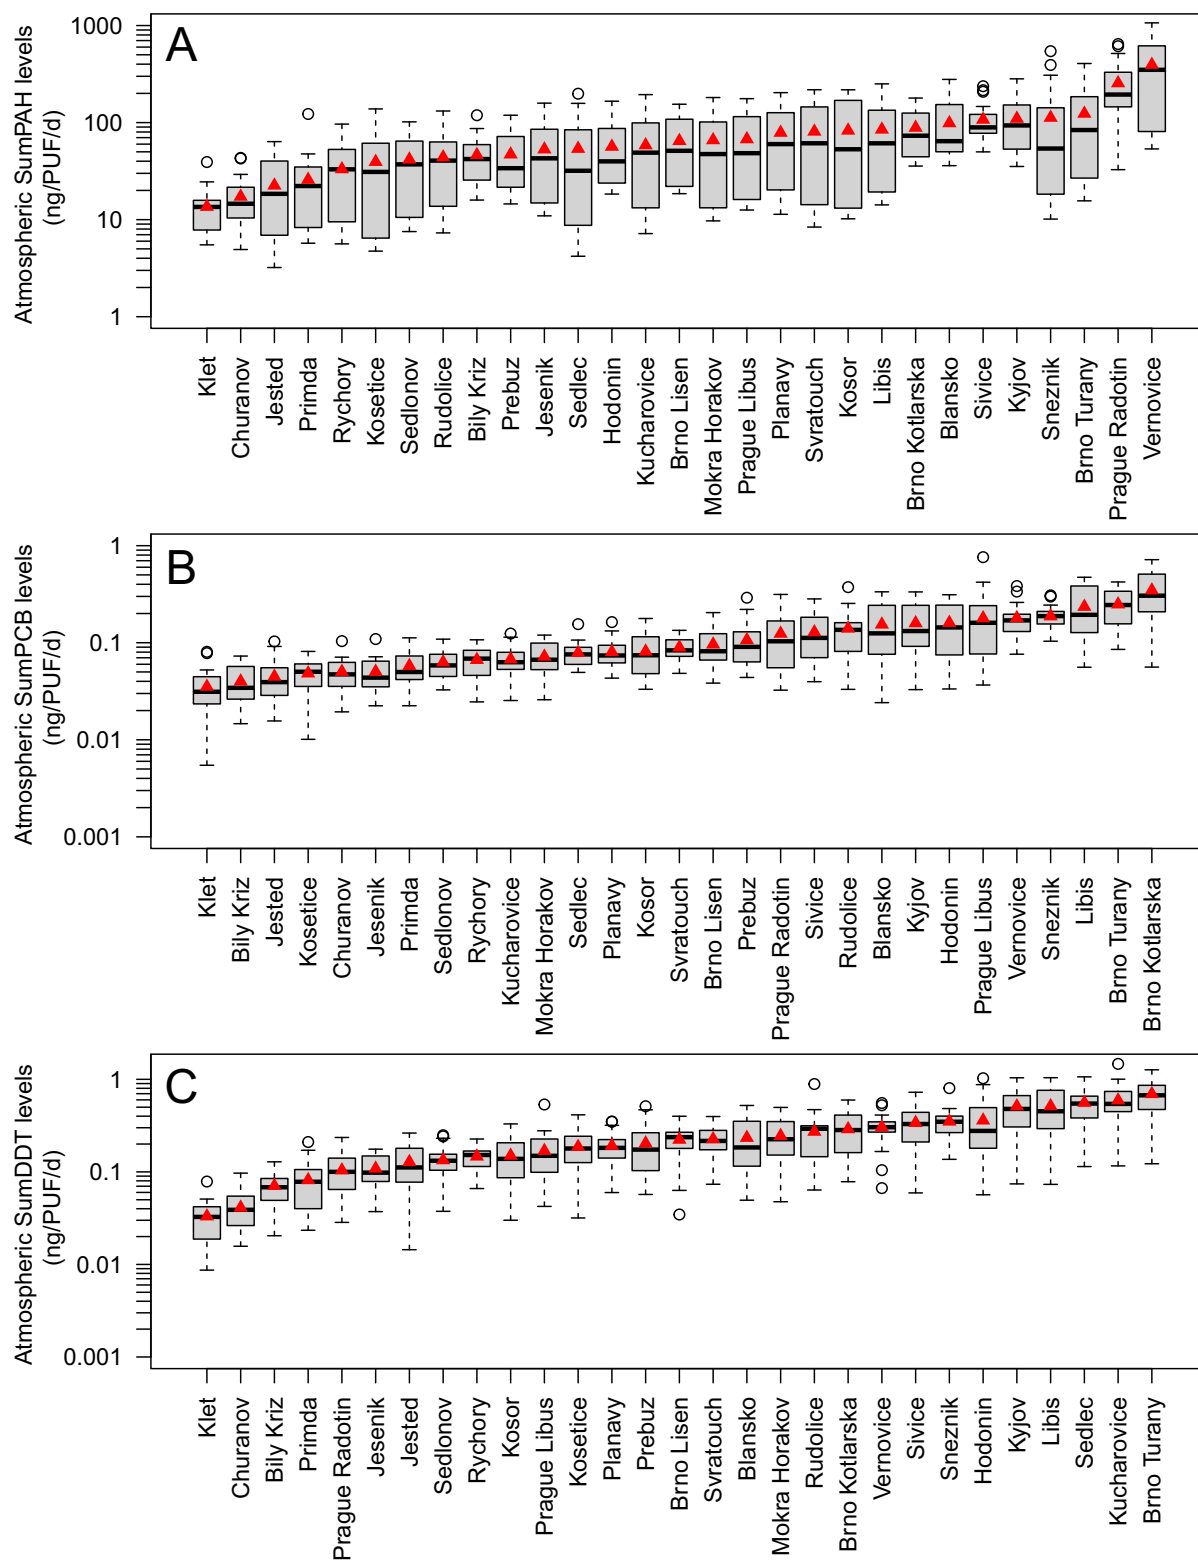 A
Atmospheric SumPAH levels
(ng/PUF/d)
1000
100
10
1
Klet
Churanov
Jested
Primda
Rychory
Kosetice
Sedlonov
Rudolice
Bily Kriz
Prebuz
Jesenik
Sedlec
Hodonin
Kucharovice
Brno Lisen
Mokra Horakov
Prague Libus
Planavy
Svratouch
Kosor
Libis
Brno Kotlarska
Blansko
Sivice
Kyjov
Sneznik
Brno Turany
Prague Radotin
Vernovice
B
Atmospheric SumPCB levels
(ng/PUF/d)
1
0.1
0.01
0.001
Klet
Bily Kriz
Jested
Kosetice
Churanov
Jesenik
Primda
Sedlonov
Rychory
Kucharovice
Mokra Horakov
Sedlec
Planavy
Kosor
Svratouch
Brno Lisen
Prebuz
Prague Radotin
Sivice
Rudolice
Blansko
Kyjov
Hodonin
Prague Libus
Vernovice
Sneznik
Libis
Brno Turany
Brno Kotlarska
C
Atmospheric SumDDT levels
(ng/PUF/d)
1
0.1
0.01
0.001
Klet
Churanov
Bily Kriz
Primda
Prague Radotin
Jesenik
Jested
Sedlonov
Rychory
Kosor
Prague Libus
Kosetice
Planavy
Prebuz
Brno Lisen
Svratouch
Blansko
Mokra Horakov
Rudolice
Brno Kotlarska
Vernovice
Sivice
Sneznik
Hodonin
Kyjov
Libis
Sedlec
Kucharovice
Brno Turany